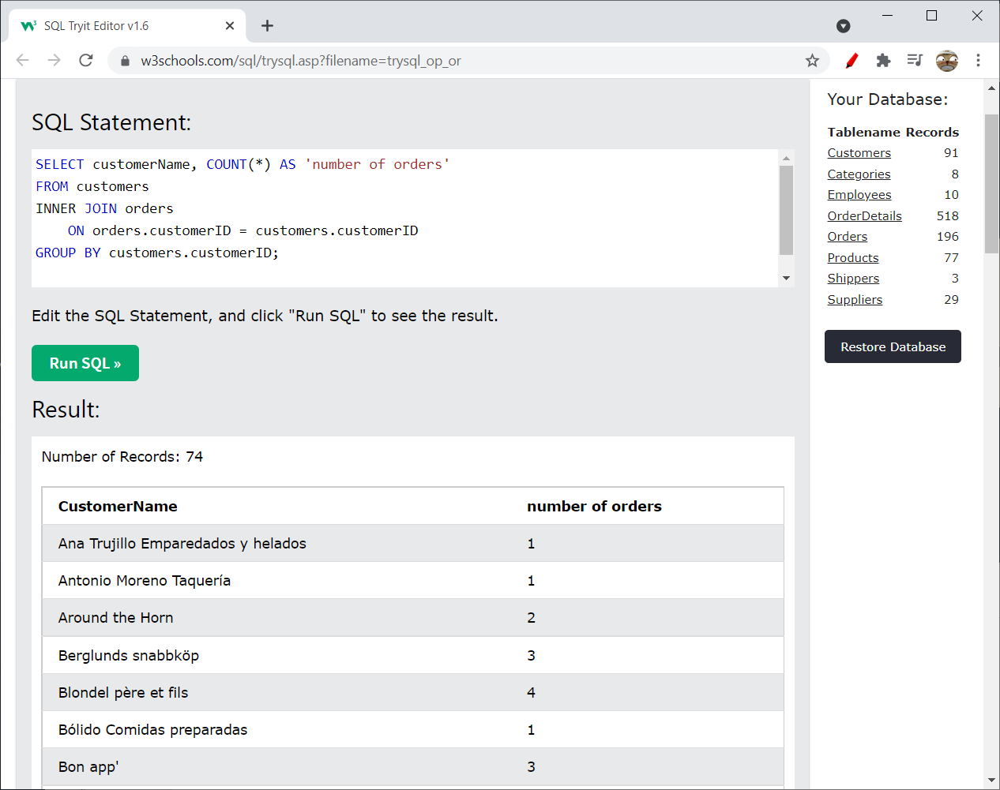 SQL Tryit Editor v1.6
w3schools.com/sql/trysql.asp?filename=trysql_op_or
SQL Statement:
SELECT customerName, COUNT(*) AS 'number of orders'
FROM customers
INNER JOIN orders
    ON orders.customerID = customers.customerID
GROUP BY customers.customerID;
Edit the SQL Statement, and click "Run SQL" to see the result.
Run SQL »
Result:
Number of Records: 74
CustomerName number of orders
Ana Trujillo Emparedados y helados 1
Antonio Moreno Taquería 1
Around the Horn 2
Berglunds snabbköp 3
Blondel père et fils 4
Bólido Comidas preparadas 1
Bon app' 3
Your Database:
Tablename Records
Customers 91
Categories 8
Employees 10
OrderDetails 518
Orders 196
Products 77
Shippers 3
Suppliers 29
Restore Database